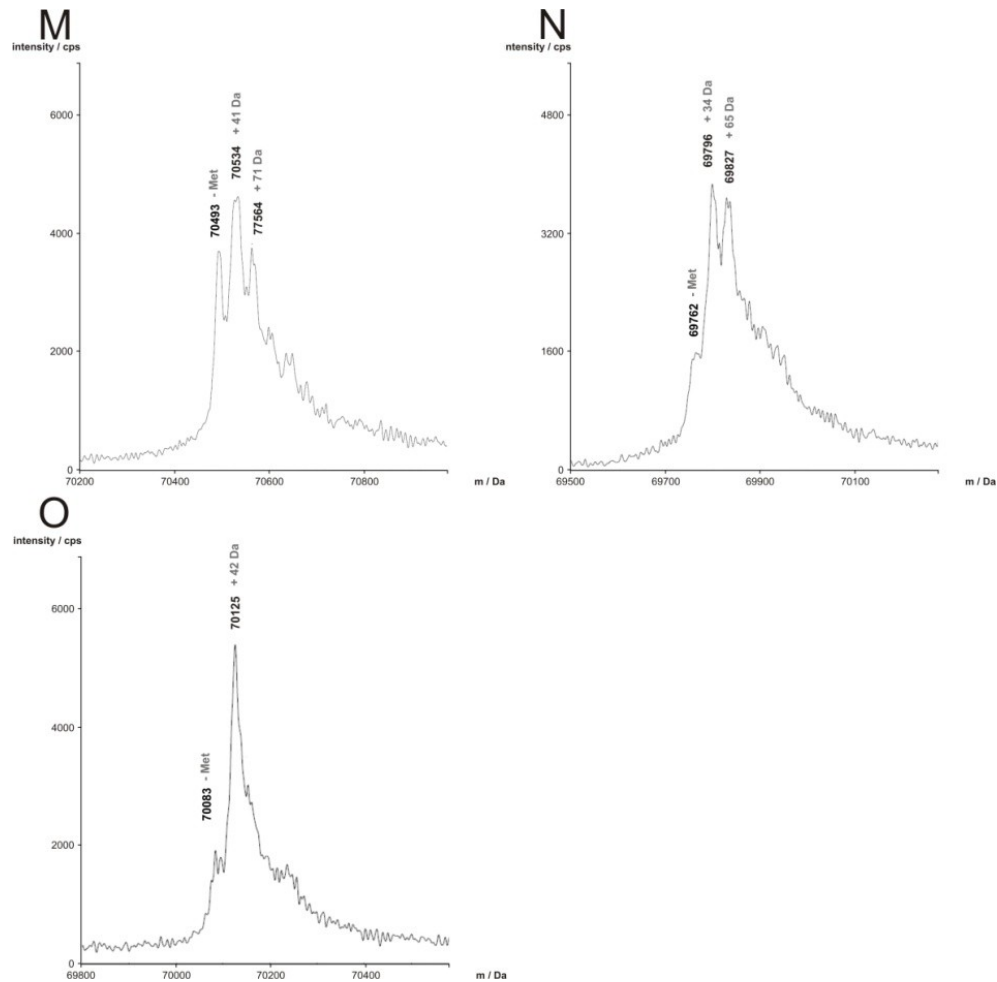 M
intensity / cps
6000
4000
2000
0
70200
70400
70600
70800
m / Da
70493 - Met
70534 + 41 Da
77564 + 71 Da
N
ntensity / cps
4800
3200
1600
0
69500
69700
69900
70100
m / Da
69762 - Met
69796 + 34 Da
69827 + 65 Da
O
intensity / cps
6000
4000
2000
0
69800
70000
70200
70400
m / Da
70083 - Met
70125 + 42 Da